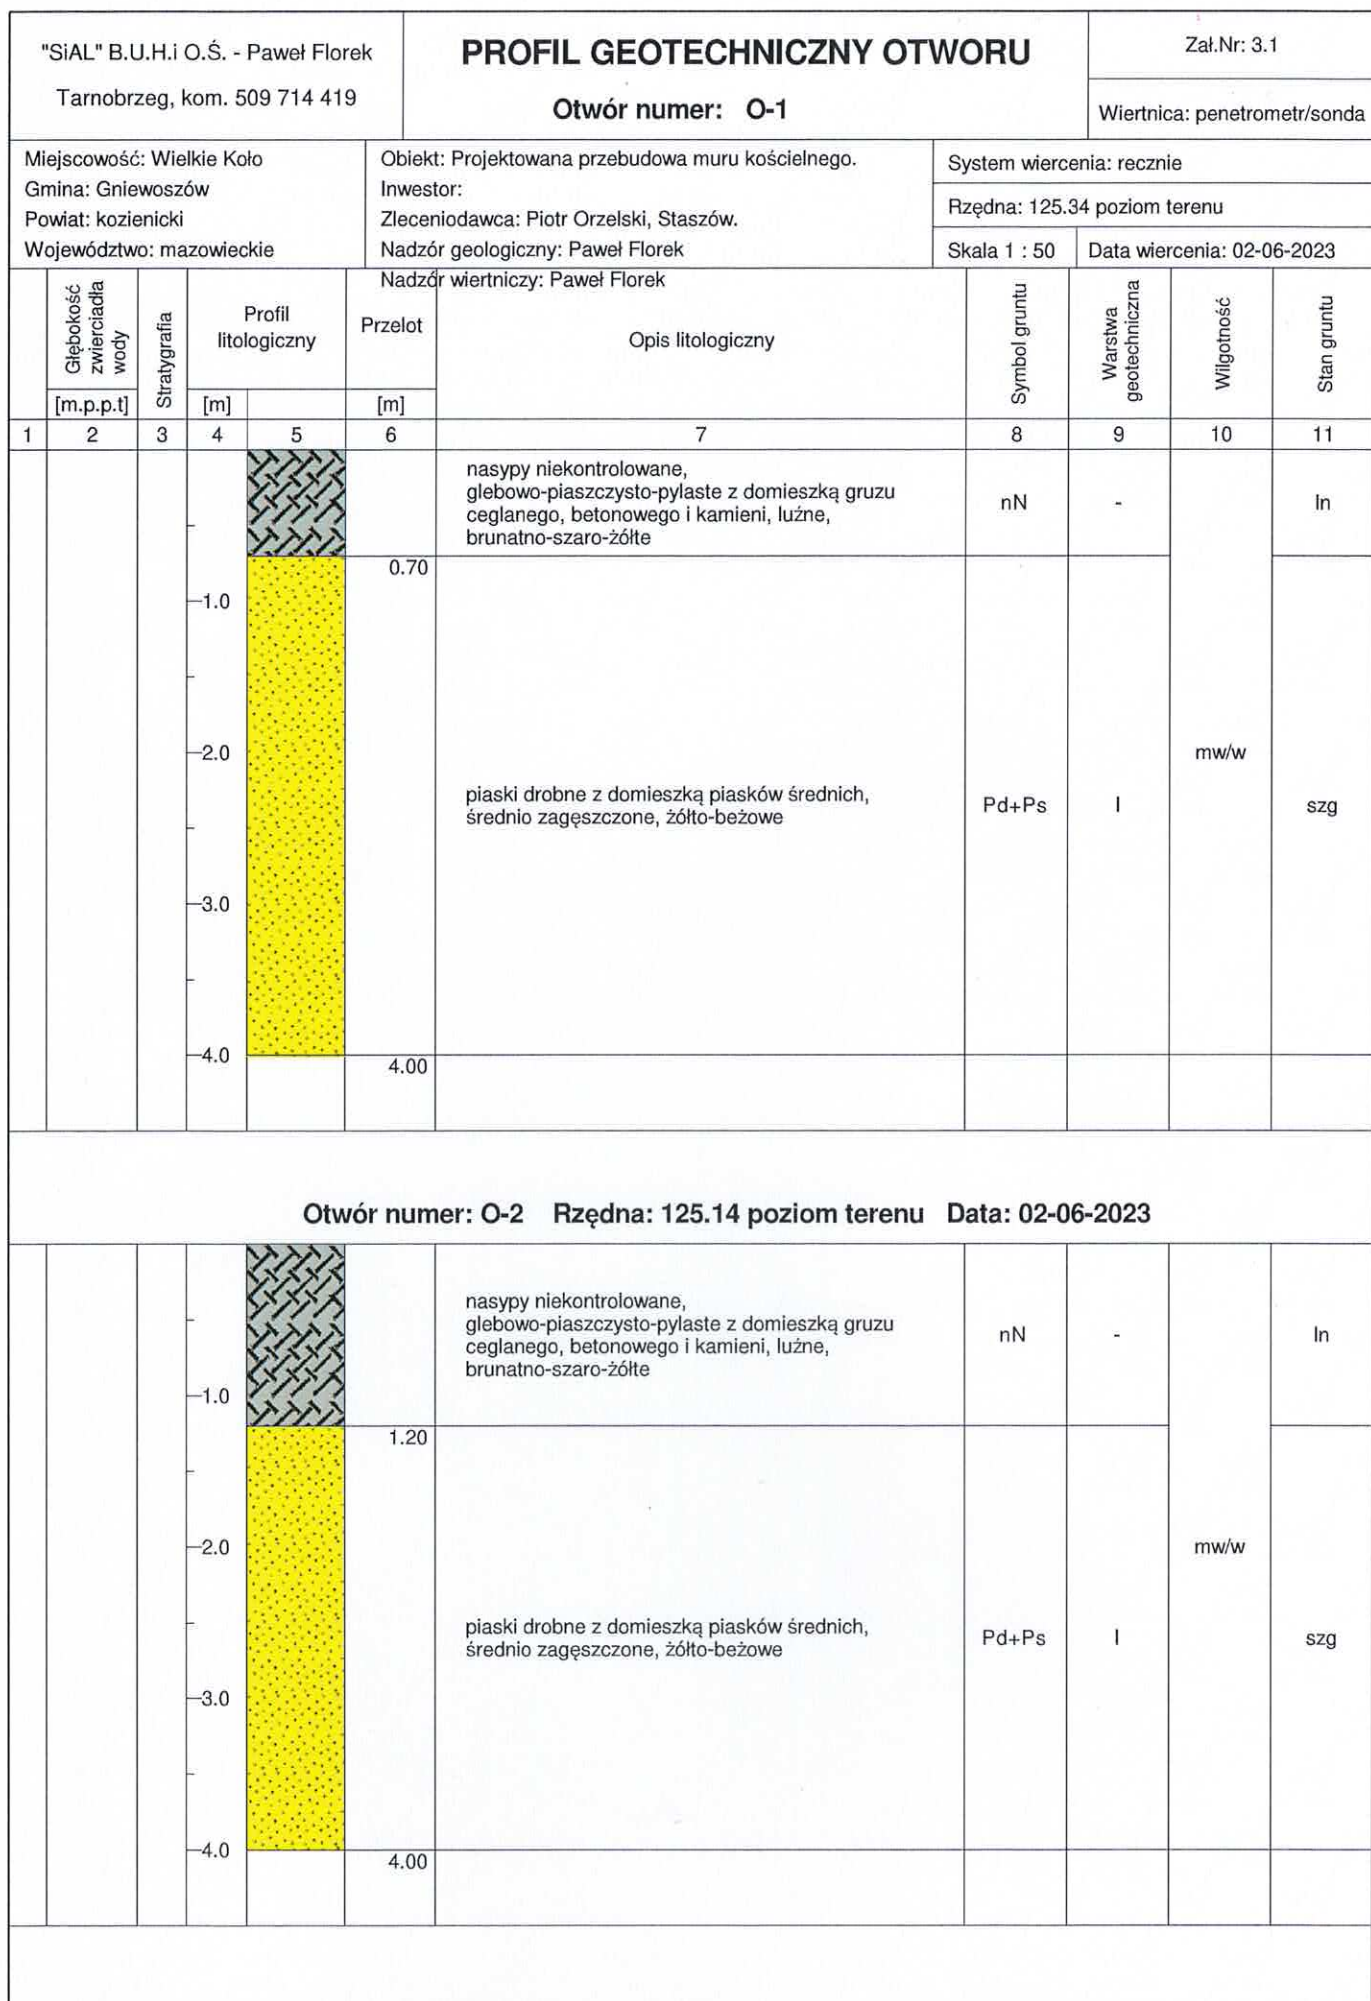 "SiAL" B.U.H.i O.Ś. - Paweł Florek
Tarnobrzeg, kom. 509 714 419
PROFIL GEOTECHNICZNY OTWORU
Otwór numer: O-1
Zał.Nr: 3.1
Wiertnica: penetrometr/sonda
Miejscowość: Wielkie Koło
Gmina: Gniewoszów
Powiat: kozienicki
Województwo: mazowieckie
Obiekt: Projektowana przebudowa muru kościelnego.
Inwestor:
Zleceniodawca: Piotr Orzelski, Staszów.
Nadzór geologiczny: Paweł Florek
Nadzór wiertniczy: Paweł Florek
System wiercenia: recznie
Rzędna: 125.34 poziom terenu
Skala 1 : 50
Data wiercenia: 02-06-2023
Głębokość
zwierciadła
wody
[m.p.p.t]
Stratygrafia
Profil
litologiczny
[m]
Przelot
[m]
Opis litologiczny
Symbol gruntu
Warstwa
geotechniczna
Wilgotność
Stan gruntu
1 2 3 4 5 6 7 8 9 10 11
nasypy niekontrolowane,
glebowo-piaszczysto-pylaste z domieszką gruzu
ceglanego, betonowego i kamieni, luźne,
brunatno-szaro-żółte
nN
-
ln
0.70
1.0
2.0
mw/w
piaski drobne z domieszką piasków średnich,
średnio zagęszczone, żółto-beżowe
Pd+Ps
I
szg
3.0
4.0
4.00
Otwór numer: O-2 Rzędna: 125.14 poziom terenu Data: 02-06-2023
nasypy niekontrolowane,
glebowo-piaszczysto-pylaste z domieszką gruzu
ceglanego, betonowego i kamieni, luźne,
brunatno-szaro-żółte
nN
-
ln
1.0
1.20
2.0
mw/w
piaski drobne z domieszką piasków średnich,
średnio zagęszczone, żółto-beżowe
Pd+Ps
I
szg
3.0
4.0
4.00